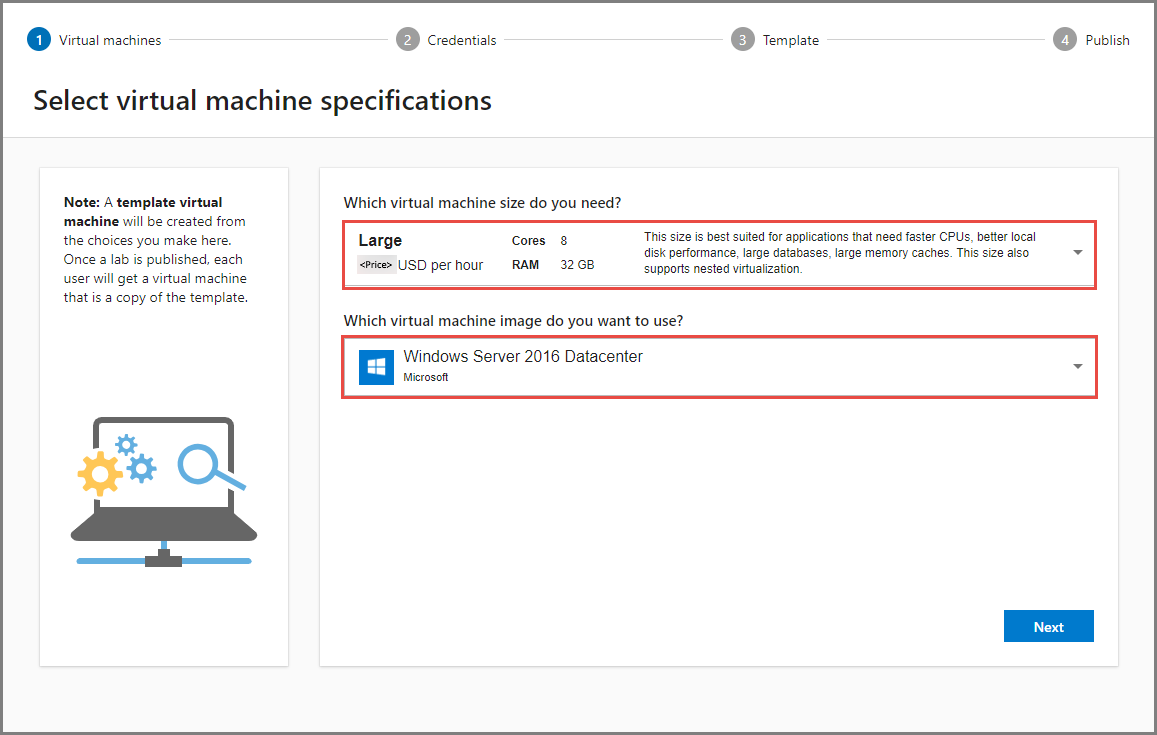 1 Virtual machines 2 Credentials 3 Template 4 Publish
Select virtual machine specifications
Note: A template virtual
machine will be created from
the choices you make here.
Once a lab is published, each
user will get a virtual machine
that is a copy of the template.
Which virtual machine size do you need?
Large
<Price> USD per hour
Cores 8
RAM 32 GB
This size is best suited for applications that need faster CPUs, better local
disk performance, large databases, large memory caches. This size also
supports nested virtualization.
Which virtual machine image do you want to use?
Windows Server 2016 Datacenter
Microsoft
Next